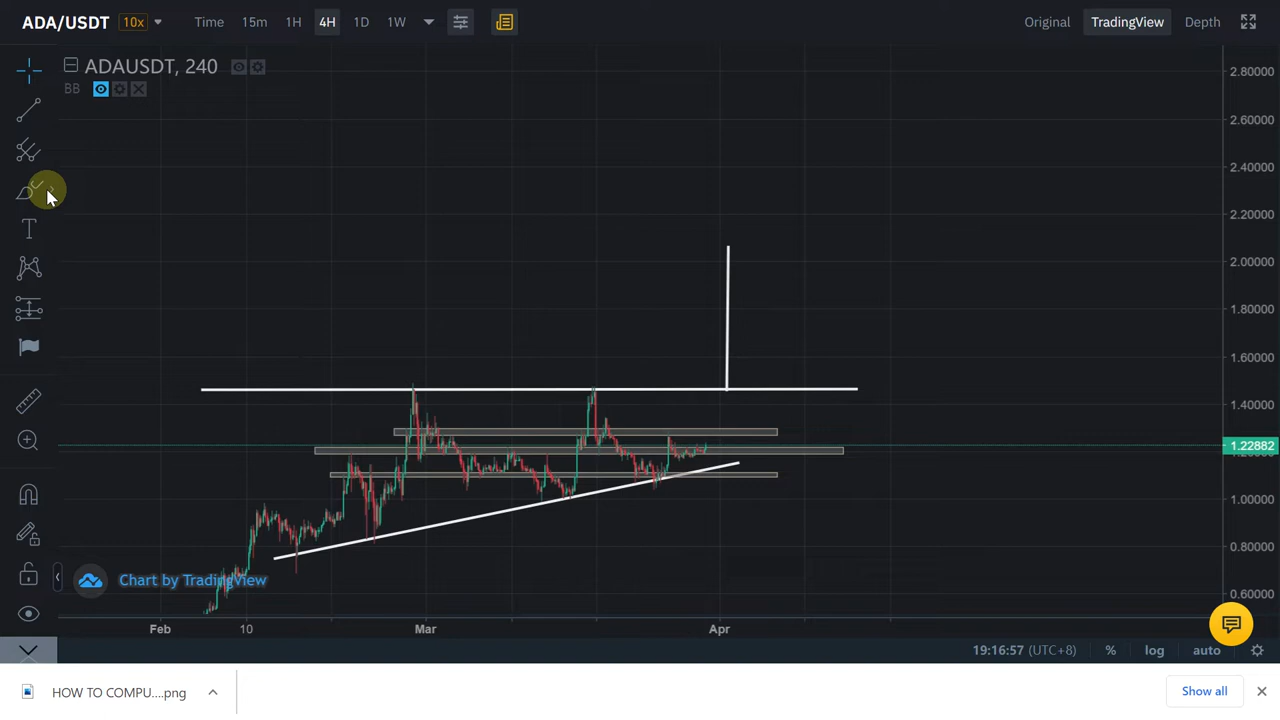 ADA/USDT 10x Time 15m 1H 4H 1D 1W Original TradingView Depth
ADAUSDT, 240
BB
2.80000
2.60000
2.40000
2.20000
2.00000
1.80000
1.60000
1.40000
1.22882
1.00000
0.80000
0.60000
Chart by TradingView
Feb 10 Mar Apr
19:16:57 (UTC+8) % log auto
HOW TO COMPU....png Show all